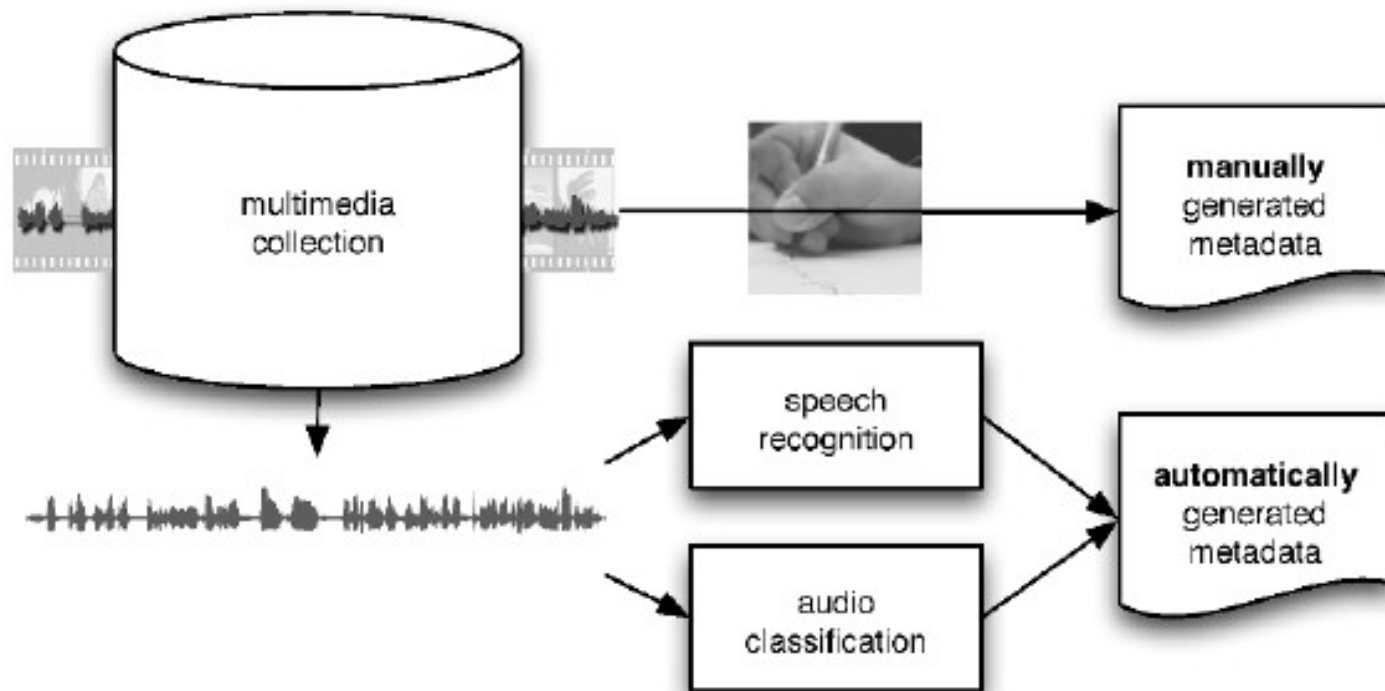 multimedia
collection
manually
generated
metadata
speech
recognition
automatically
generated
metadata
audio
classification